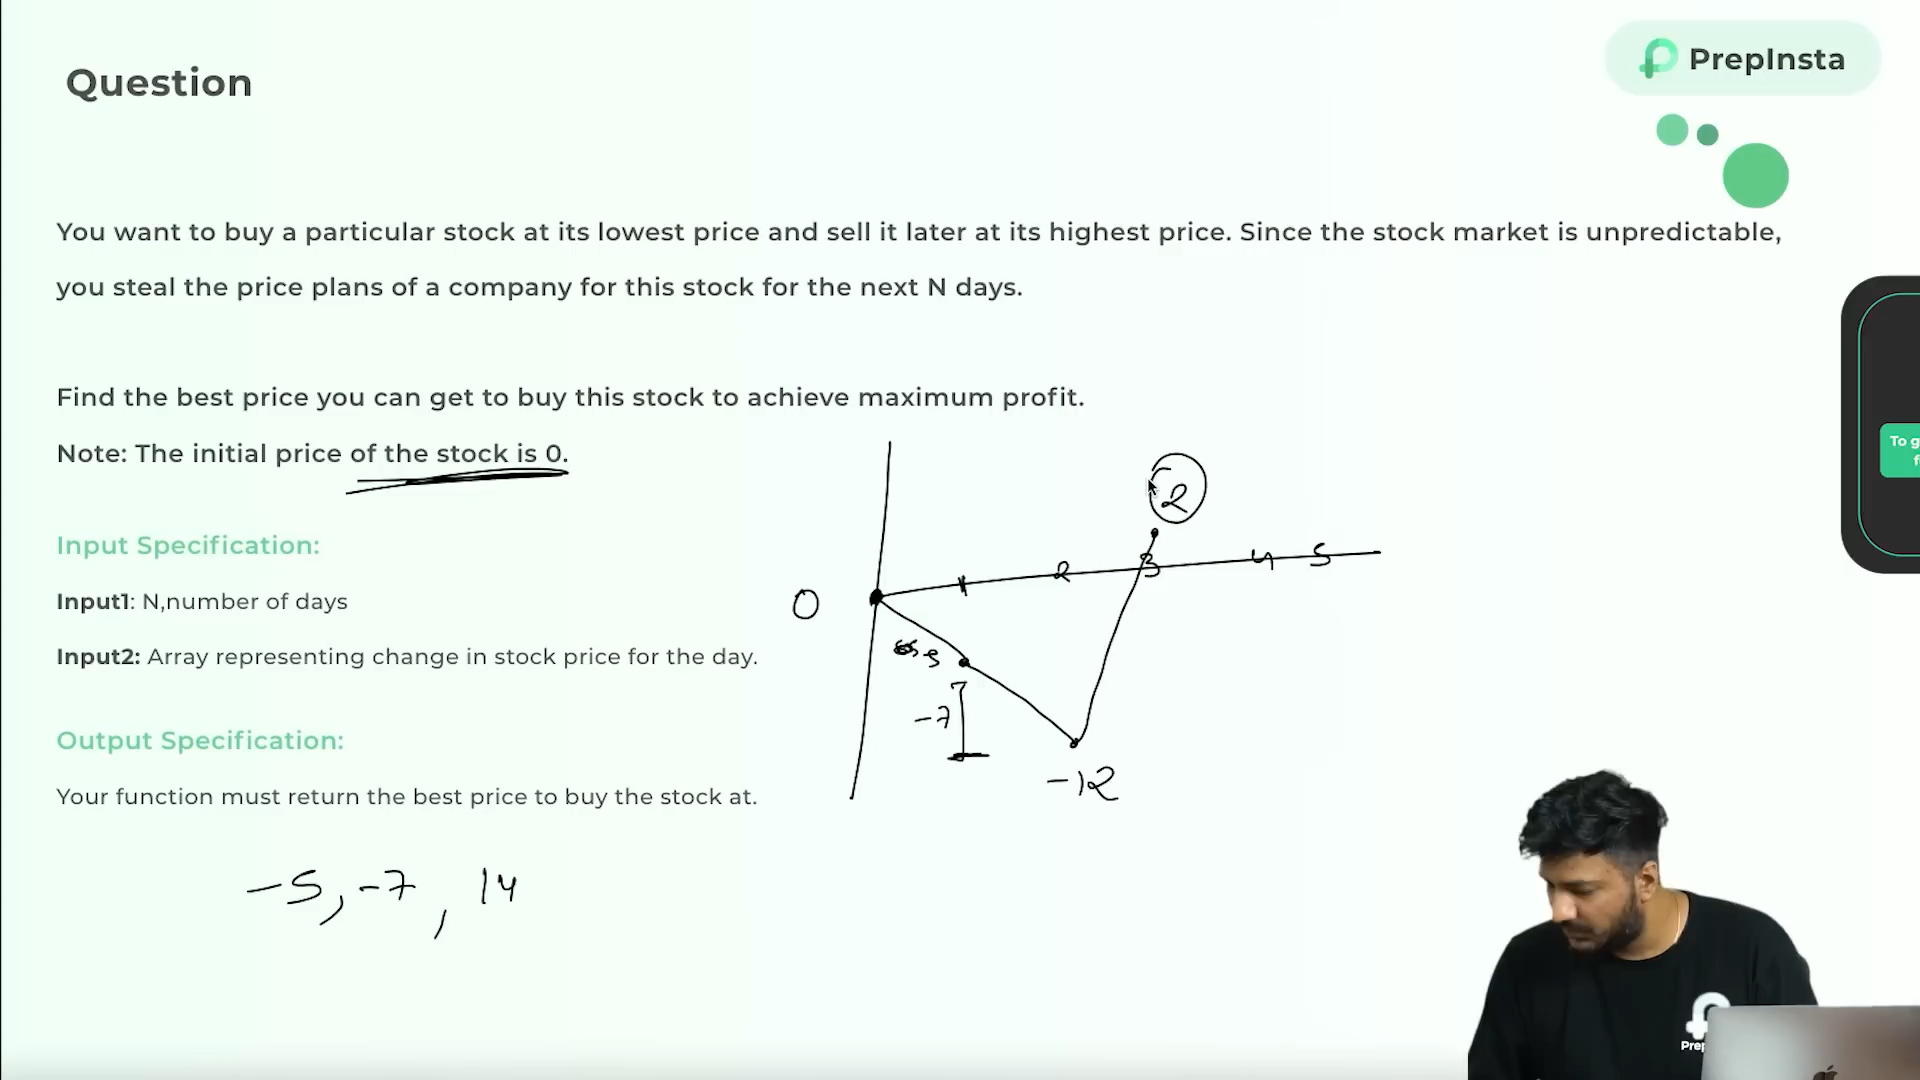 Question
PrepInsta
You want to buy a particular stock at its lowest price and sell it later at its highest price. Since the stock market is unpredictable,
you steal the price plans of a company for this stock for the next N days.
Find the best price you can get to buy this stock to achieve maximum profit.
Note: The initial price of the stock is 0.
Input Specification:
Input1: N,number of days
Input2: Array representing change in stock price for the day.
Output Specification:
Your function must return the best price to buy the stock at.
-5, -7, 14
2
0 1 2 3 4 5
-7
-12
To g
f
Prep